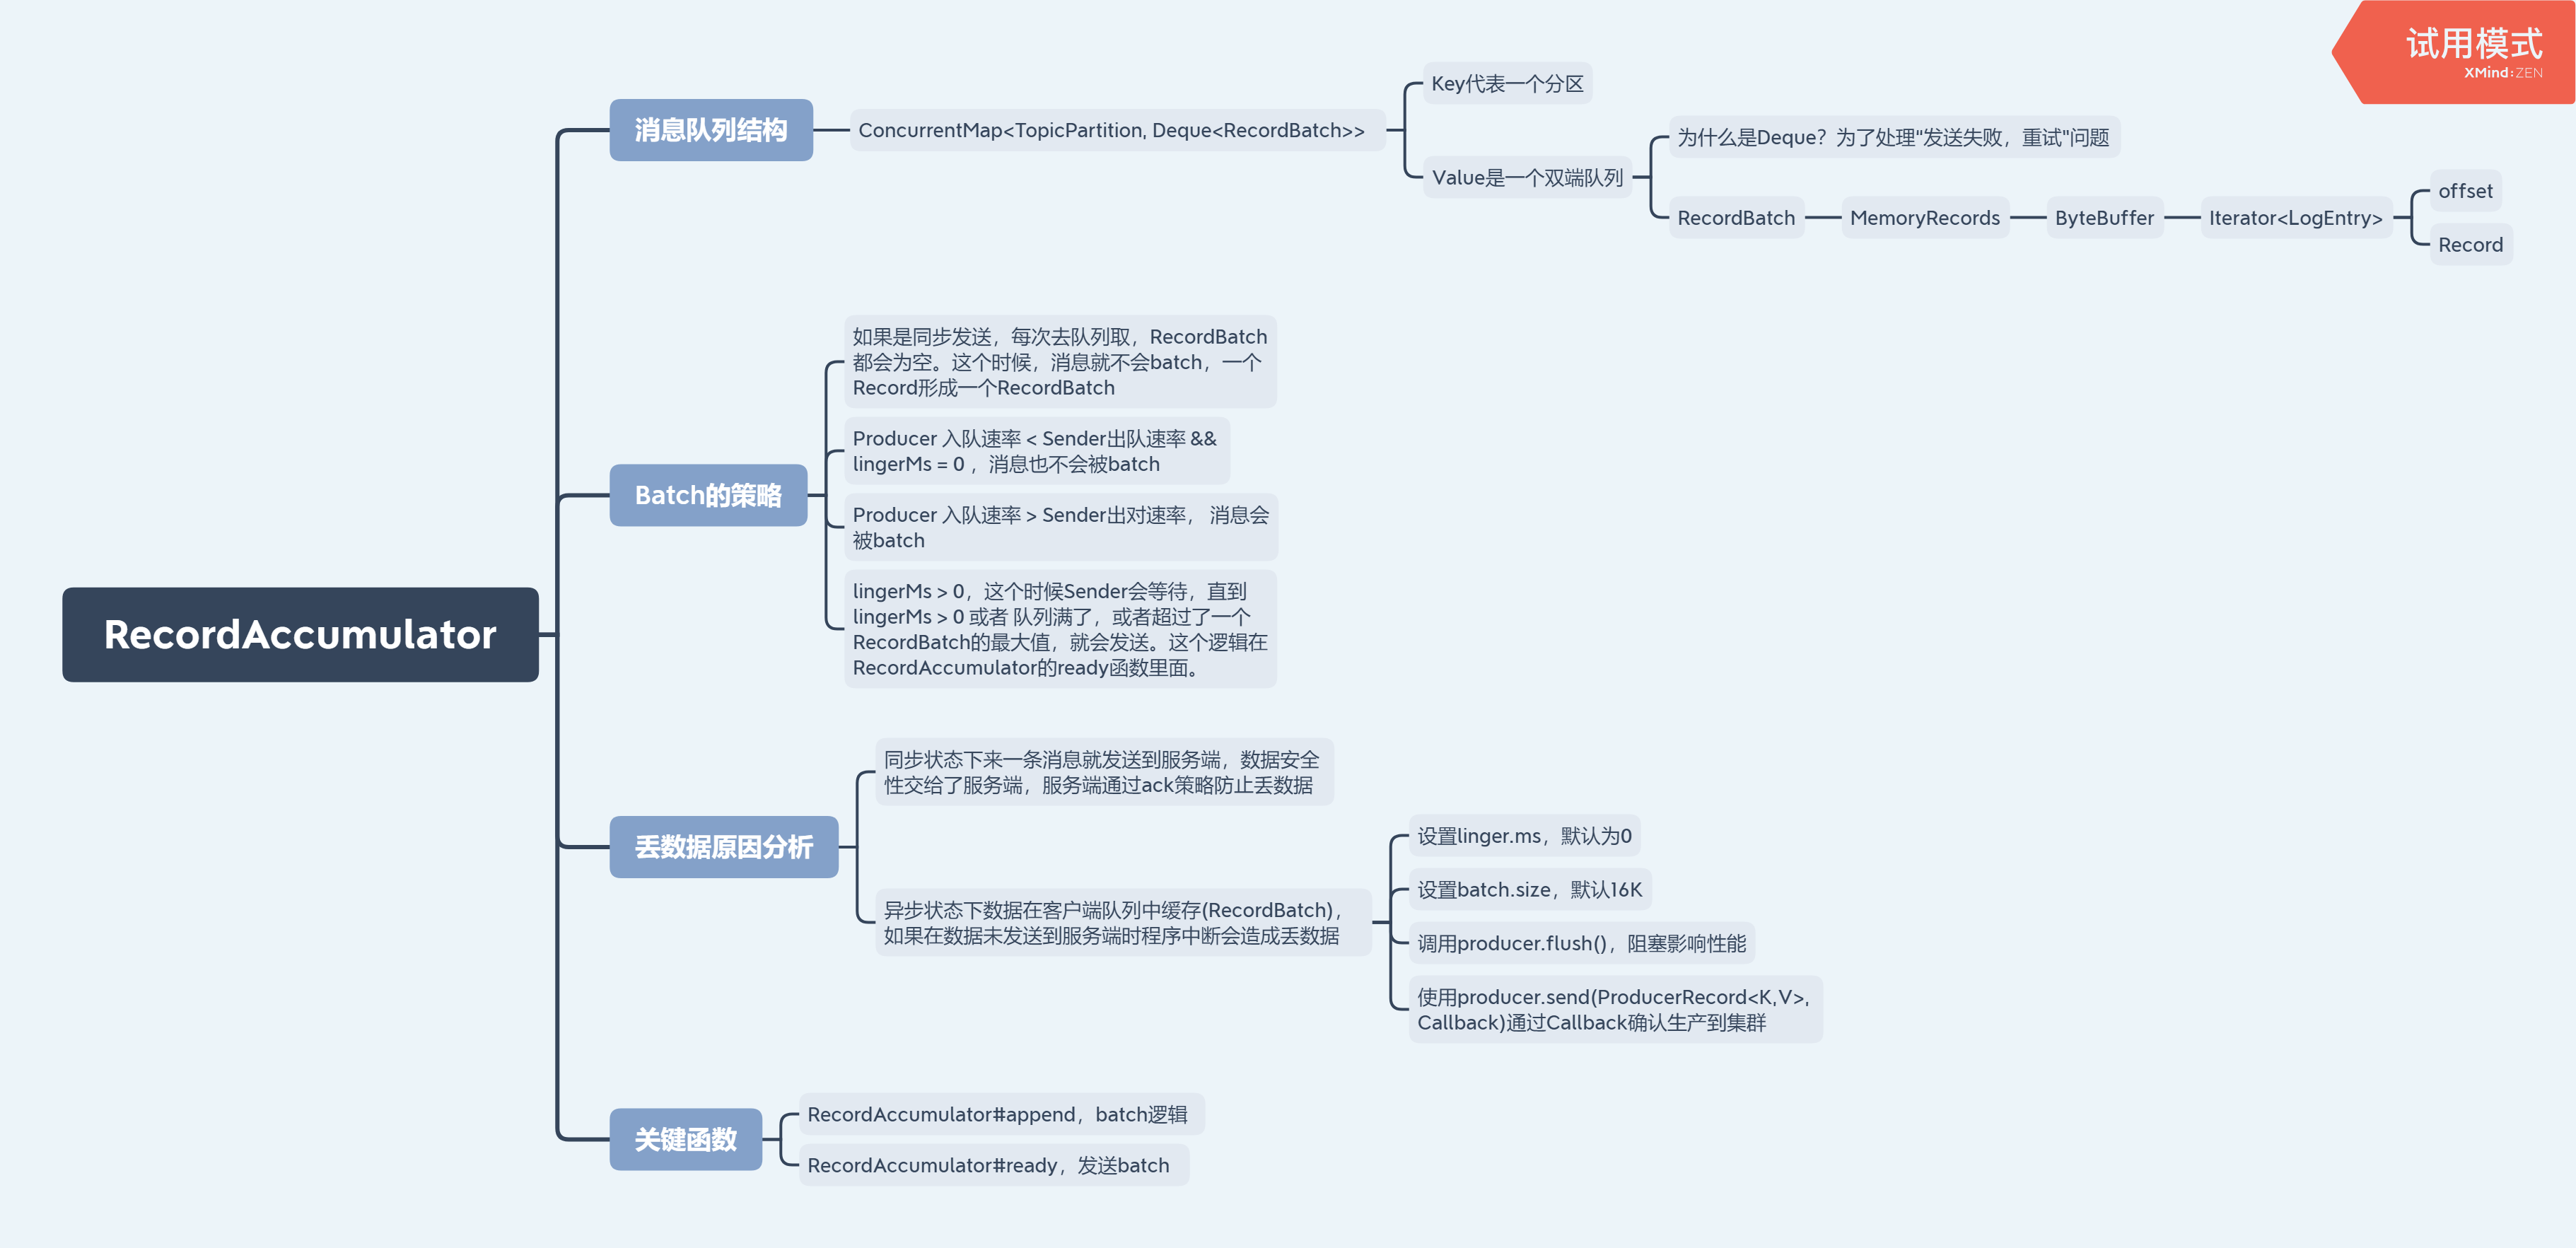 试用模式
XMind:ZEN
RecordAccumulator
消息队列结构
ConcurrentMap<TopicPartition, Deque<RecordBatch>>
Key代表一个分区
Value是一个双端队列
为什么是Deque？为了处理“发送失败，重试"问题
RecordBatch
MemoryRecords
ByteBuffer
Iterator<LogEntry>
offset
Record
Batch的策略
如果是同步发送，每次去队列取，RecordBatch
都会为空。这个时候，消息就不会batch，一个
Record形成一个RecordBatch
Producer 入队速率 < Sender出队速率 &&
lingerMs = 0 ，消息也不会被batch
Producer 入队速率 > Sender出对速率， 消息会
被batch
lingerMs > 0，这个时候Sender会等待，直到
lingerMs > 0 或者 队列满了，或者超过了一个
RecordBatch的最大值，就会发送。这个逻辑在
RecordAccumulator的ready函数里面。
丢数据原因分析
同步状态下来一条消息就发送到服务端，数据安全
性交给了服务端，服务端通过ack策略防止丢数据
异步状态下数据在客户端队列中缓存(RecordBatch)，
如果在数据未发送到服务端时程序中断会造成丢数据
设置linger.ms，默认为0
设置batch.size，默认16K
调用producer.flush()，阻塞影响性能
使用producer.send(ProducerRecord<K,V>,
Callback)通过Callback确认生产到集群
关键函数
RecordAccumulator#append，batch逻辑
RecordAccumulator#ready，发送batch